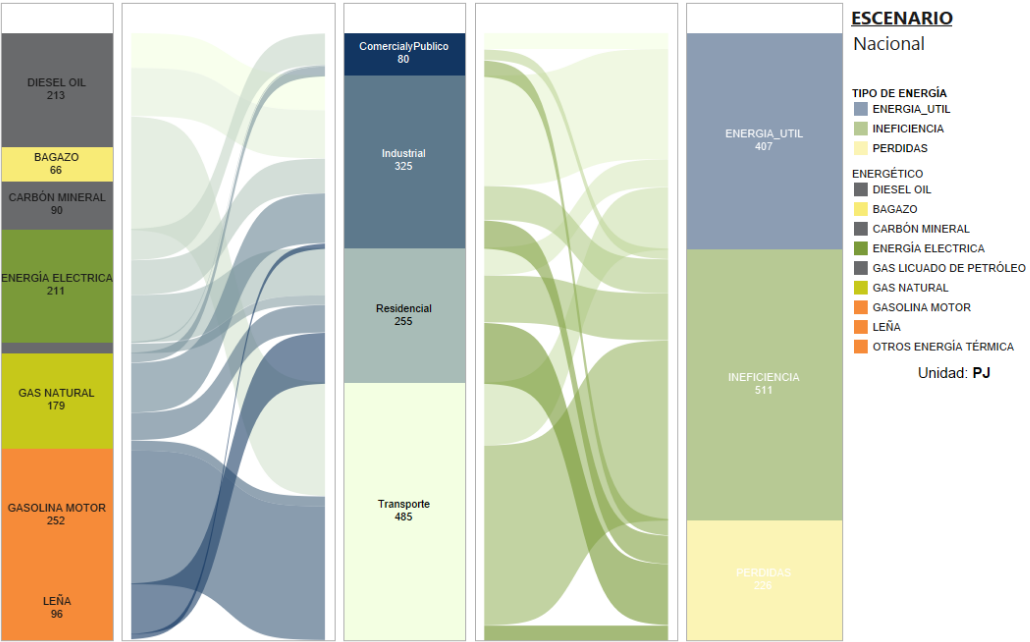 DIESEL OIL
213
BAGAZO
66
CARBÓN MINERAL
90
ENERGÍA ELECTRICA
211
GAS NATURAL
179
GASOLINA MOTOR
252
LEÑA
96
ComercialyPublico
80
Industrial
325
Residencial
255
Transporte
485
ENERGIA_UTIL
407
INEFICIENCIA
511
PERDIDAS
226
ESCENARIO
Nacional
TIPO DE ENERGÍA
ENERGIA_UTIL
INEFICIENCIA
PERDIDAS
ENERGÉTICO
DIESEL OIL
BAGAZO
CARBÓN MINERAL
ENERGÍA ELECTRICA
GAS LICUADO DE PETRÓLEO
GAS NATURAL
GASOLINA MOTOR
LEÑA
OTROS ENERGÍA TÉRMICA
Unidad: PJ